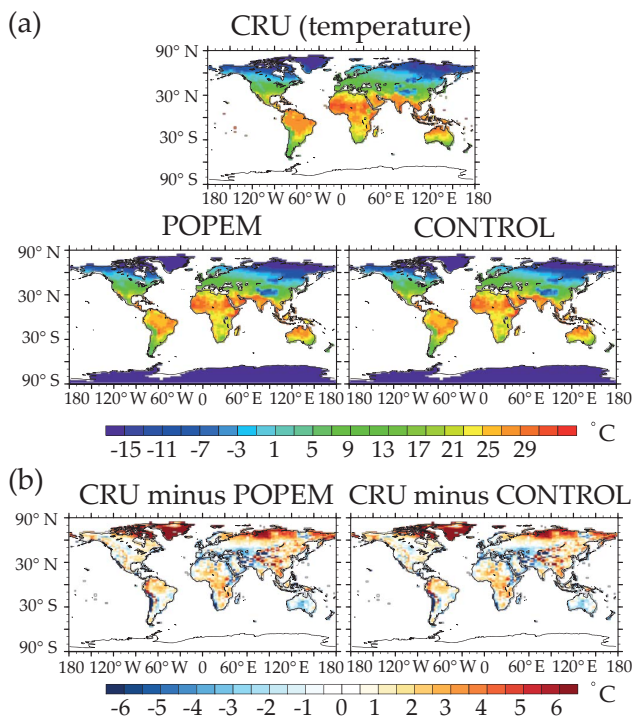 (a)
CRU (temperature)
90° N
30° N
30° S
90° S
180 120° W 60° W 0 60° E 120° E 180
POPEM CONTROL
90° N
30° N
30° S
90° S
180 120° W 60° W 0 60° E 120° E 180 120° W 60° W 0 60° E 120° E 180
°C
-15 -11 -7 -3 1 5 9 13 17 21 25 29
(b)
CRU minus POPEM CRU minus CONTROL
90° N
30° N
30° S
90° S
180 120° W 60° W 0 60° E 120° E 180 120° W 60° W 0 60° E 120° E 180
°C
-6 -5 -4 -3 -2 -1 0 1 2 3 4 5 6